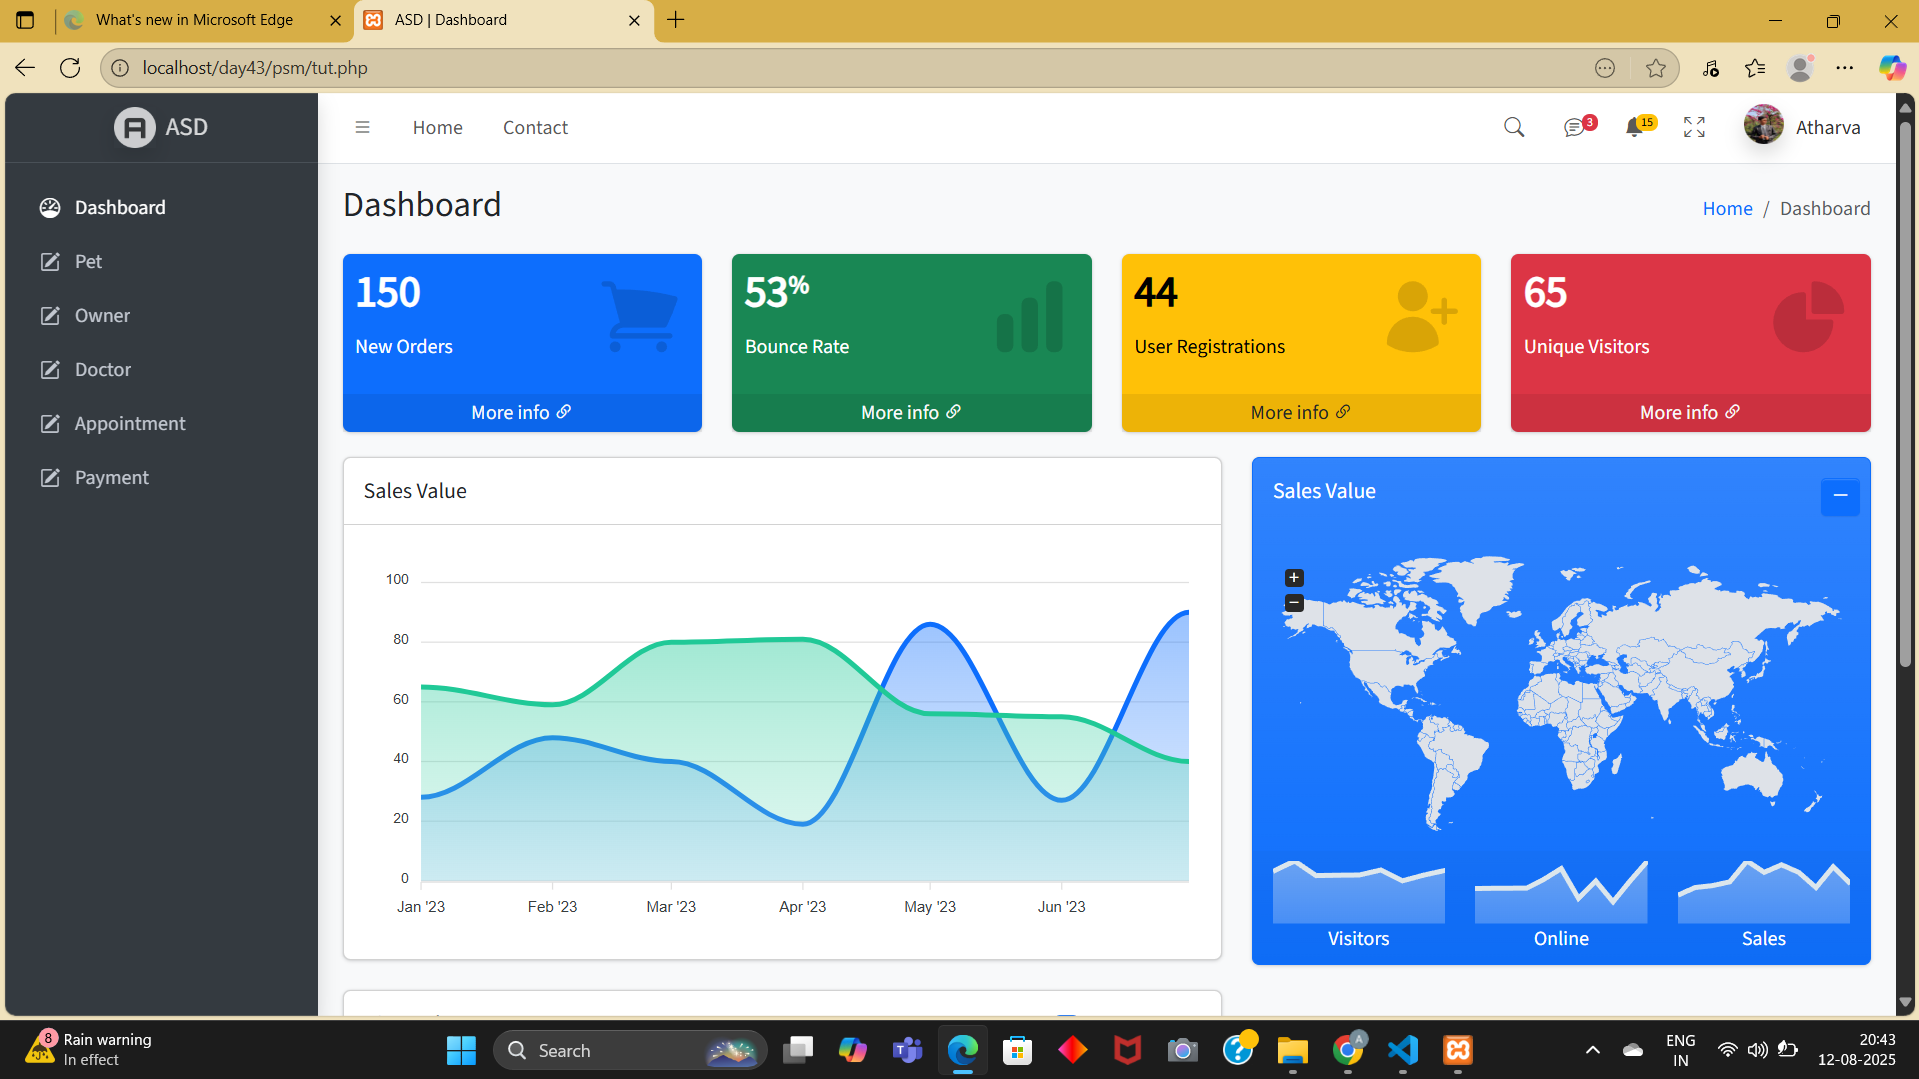 What's new in Microsoft Edge
ASD | Dashboard
localhost/day43/psm/tut.php
ASD
Home
Contact
3
15
Atharva
Dashboard
Pet
Owner
Doctor
Appointment
Payment
Dashboard
Home / Dashboard
150
New Orders
More info
53%
Bounce Rate
More info
44
User Registrations
More info
65
Unique Visitors
More info
Sales Value
100
80
60
40
20
0
Jan '23
Feb '23
Mar '23
Apr '23
May '23
Jun '23
Sales Value
+
−
Visitors
Online
Sales
8
Rain warning
In effect
Search
A
ENG
IN
20:43
12-08-2025